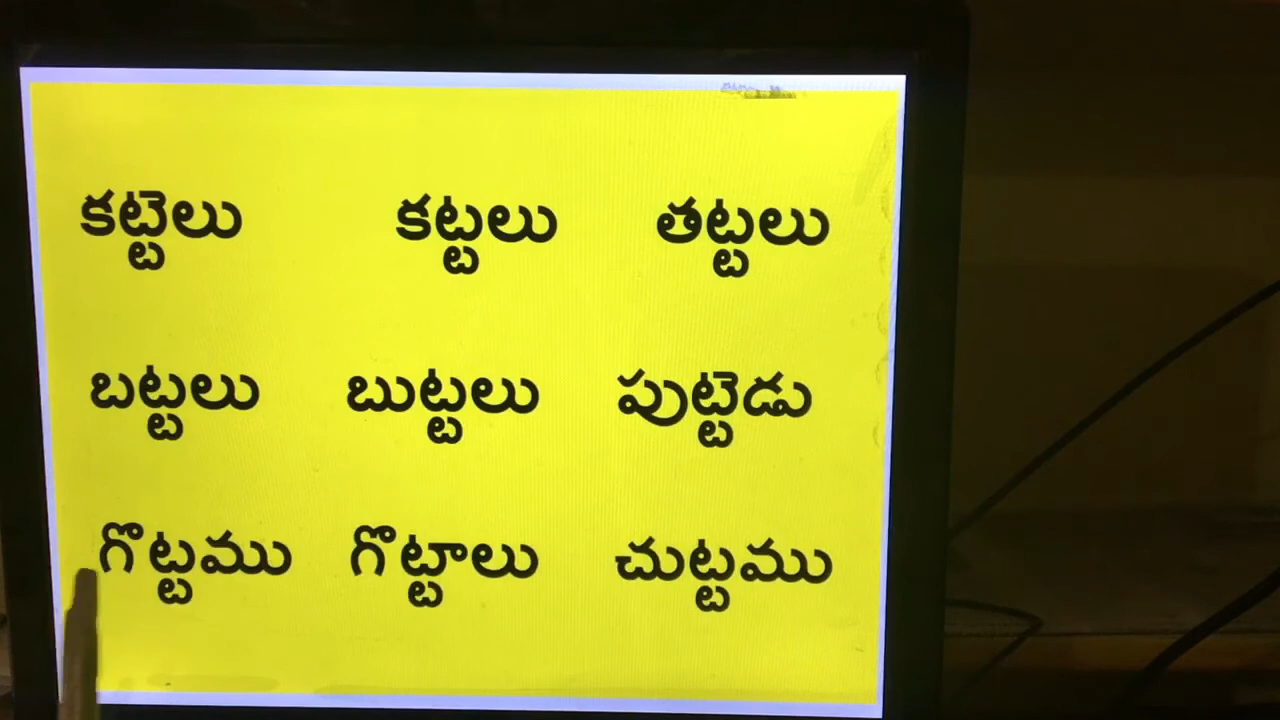 కట్టెలు కట్టలు తట్టలు
బట్టలు బుట్టలు పుట్టెడు
గొట్టము గొట్టాలు చుట్టము